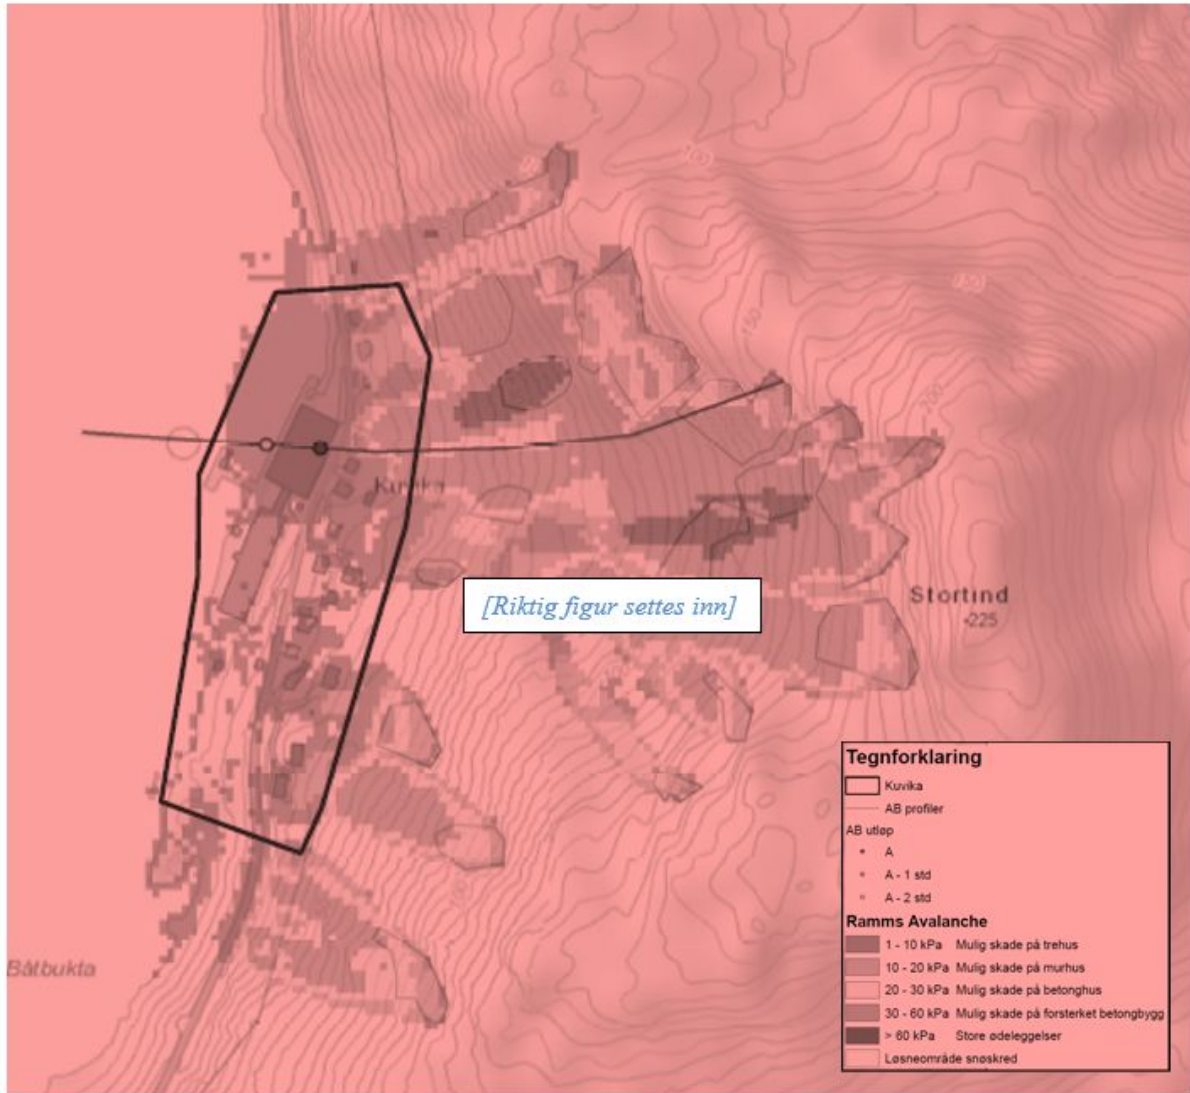 150
200
Kuvika
[Riktig figur settes inn]
Stortind
225
Båtbukta
Tegnforklaring
Kuvika
AB profiler
AB utløp
A
A - 1 std
A - 2 std
Ramms Avalanche
1 - 10 kPa Mulig skade på trehus
10 - 20 kPa Mulig skade på murhus
20 - 30 kPa Mulig skade på betonghus
30 - 60 kPa Mulig skade på forsterket betongbygg
> 60 kPa Store ødeleggelser
Løsneområde snøskred